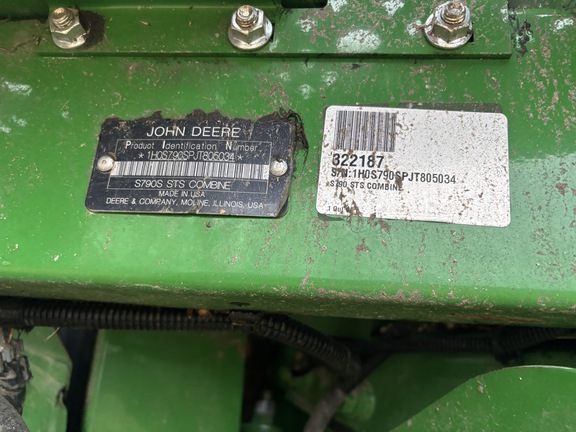 JOHN DEERE
Product Identification Number
*1H0S790SPJT805034*
S790S STS COMBINE
MADE IN USA
DEERE & COMPANY, MOLINE, ILLINOIS, USA
322187
S/N:1H0S790SPJT805034
S790 STS COMBINE